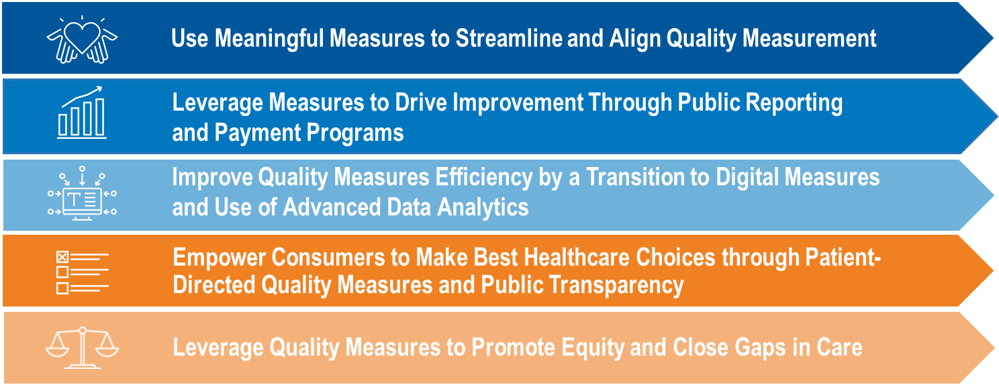 Use Meaningful Measures to Streamline and Align Quality Measurement
Leverage Measures to Drive Improvement Through Public Reporting
and Payment Programs
Improve Quality Measures Efficiency by a Transition to Digital Measures
and Use of Advanced Data Analytics
Empower Consumers to Make Best Healthcare Choices through Patient-
Directed Quality Measures and Public Transparency
Leverage Quality Measures to Promote Equity and Close Gaps in Care